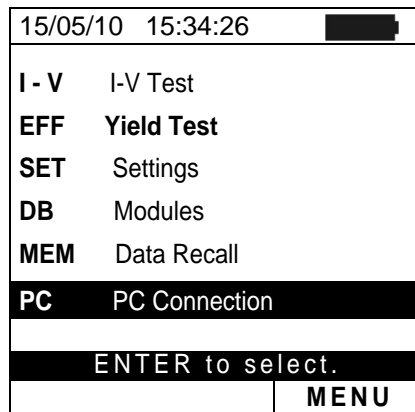 15/05/10 15:34:26
I - V I-V Test
EFF Yield Test
SET Settings
DB Modules
MEM Data Recall
PC PC Connection
ENTER to select.
MENU